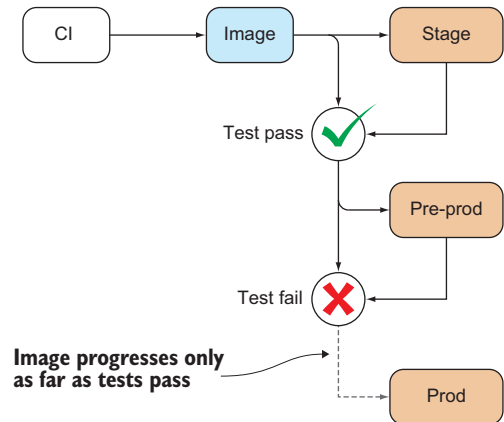 CI
Image
Stage
Test pass
Pre-prod
Test fail
Image progresses only
as far as tests pass
Prod